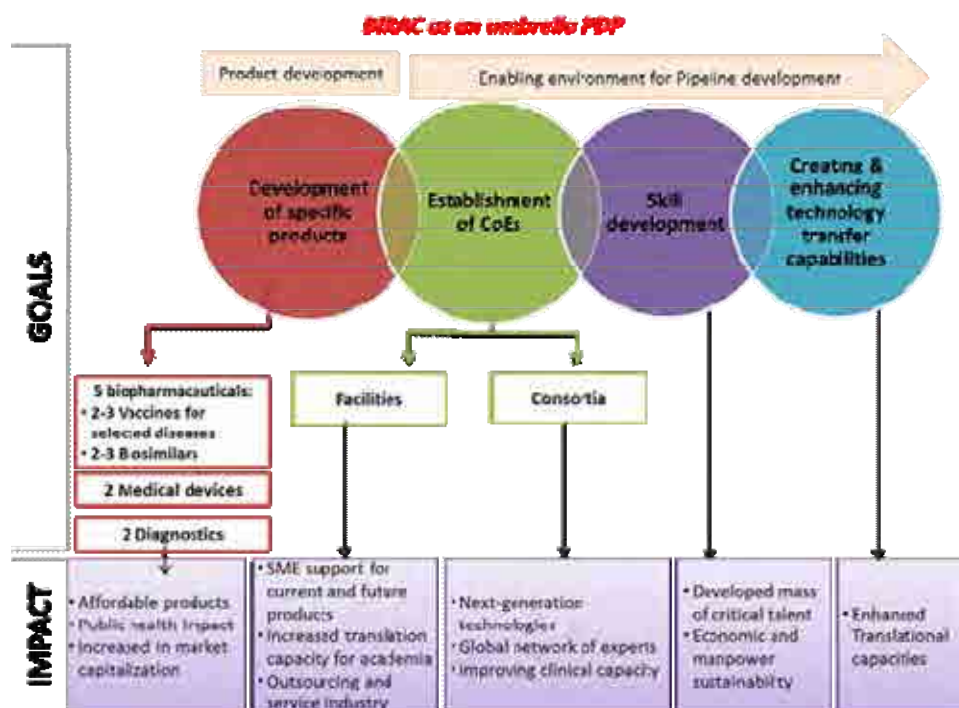 BIRAC as an umbrella PDP
Product development
Enabling environment for Pipeline development
GOALS
Development
of specific
products
Establishment
of CoEs
Skill
development
Creating &
enhancing
technology
transfer
capabilities
5 biopharmaceuticals:
• 2-3 Vaccines for
selected diseases
• 2-3 Biosimilars
2 Medical devices
2 Diagnostics
Facilities
Consortia
IMPACT
• Affordable products
• Public health Impact
• Increased in market
capitalization
• SME support for
current and future
products
• Increased translation
capacity for academia
• Outsourcing and
service industry
• Next-generation
technologies
• Global network of experts
• Improving clinical capacity
• Developed mass
of critical talent
• Economic and
manpower
sustainability
• Enhanced
Translational
capacities